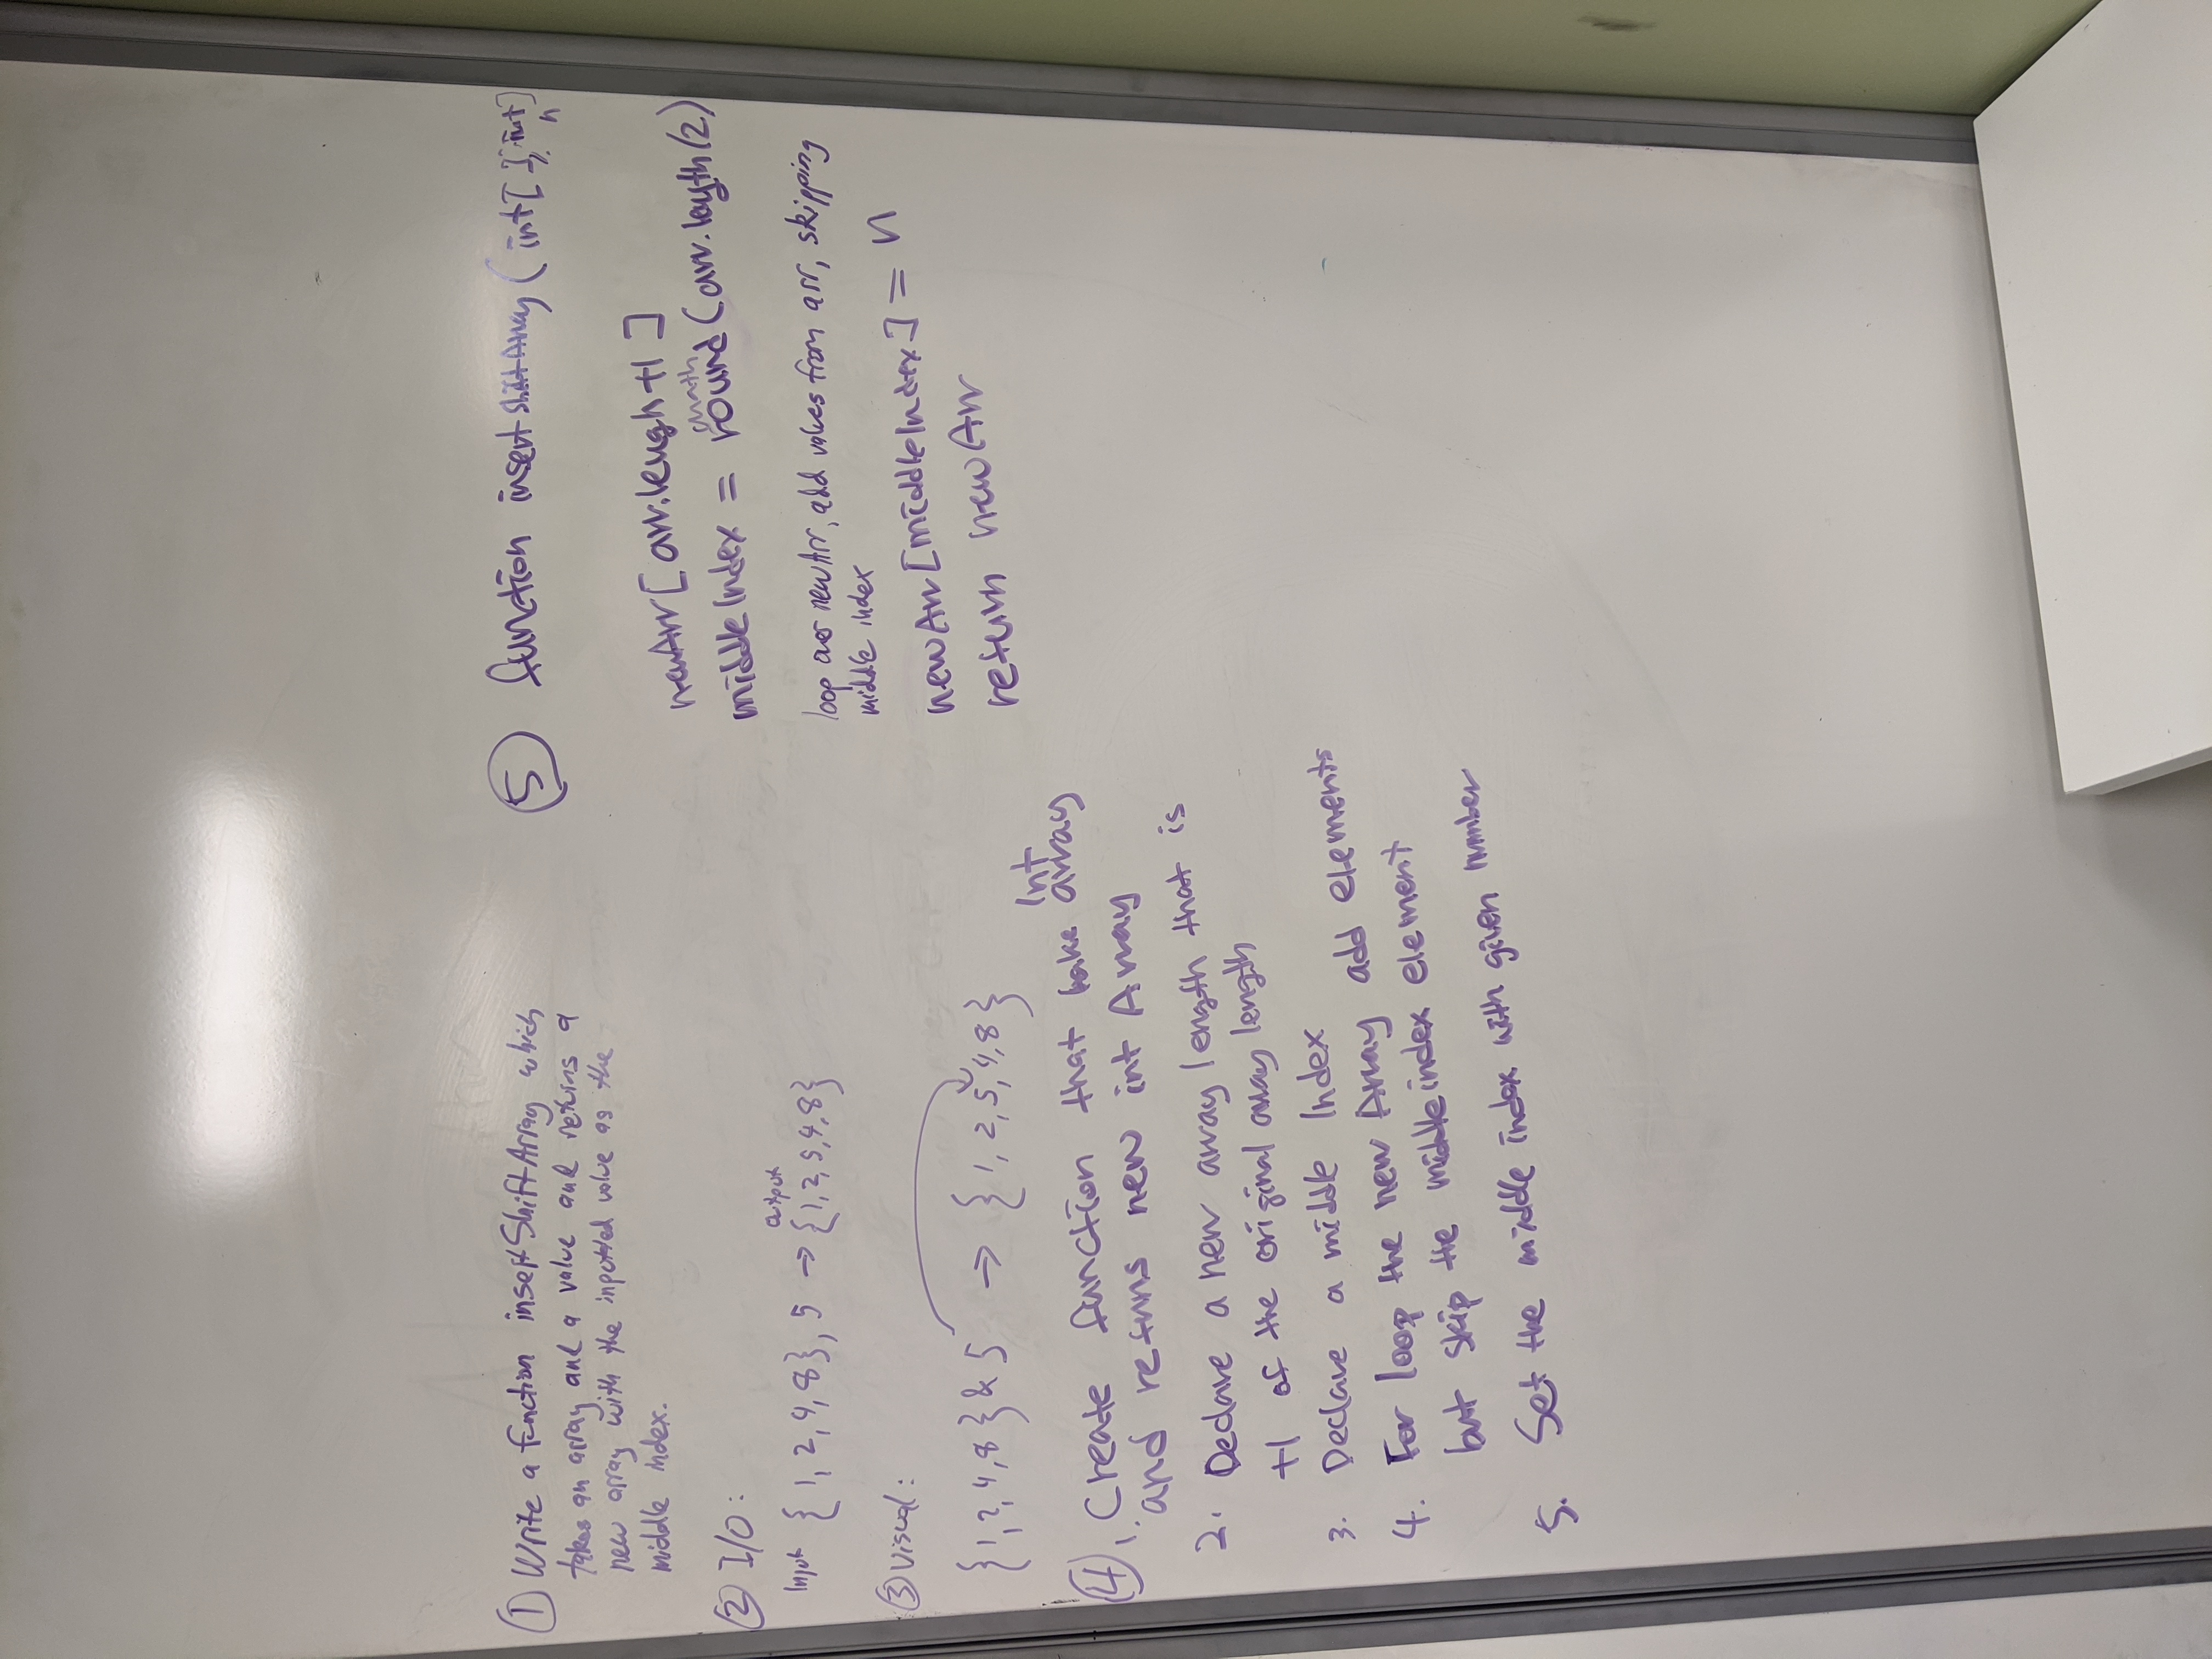 ① Write a function insertShiftArray which
takes an array and a value and returns a
new array with the inputted value as the
middle index.
② I/O:
Input {1, 2, 4, 8}, 5 → {1, 2, 5, 4, 8}
output
③ Visual:
{1, 2, 4, 8} & 5 → {1, 2, 5, 4, 8}
④ 1. Create function that take int array
and returns new int Array
2. Declare a new array length that is
+1 of the original array length
3. Declare a middle Index
4. For loop the new Array add elements
but skip the middle index element
5. Set the middle index with given number
⑤ function insertShiftArray (int[], int
n
newArr[arr.lengh+1]
math
middleIndex = round(arr.length/2)
loop over newArr, add values from arr, skipping
middle index
newArr[middleIndex] = n
return newArr